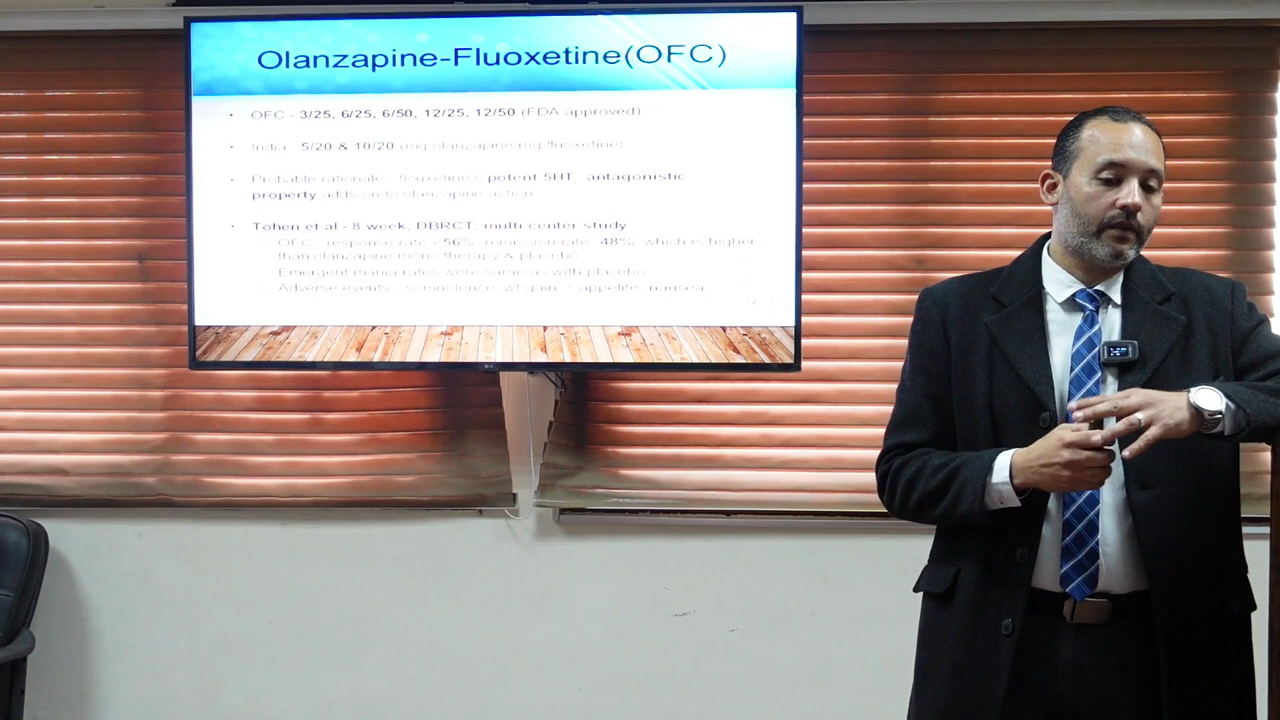 Olanzapine-Fluoxetine(OFC)
• OFC - 3/25, 6/25, 6/50, 12/25, 12/50 (FDA approved)
• India - 5/20 & 10/20 (mg olanzapine/mg fluoxetine)
• Probable rationale - fluoxetine's potent 5HT antagonistic
property adds on to olanzapine action
• Tohen et al - 8 week, DBRCT, multi center study
OFC response rate - 56%, remission rate 48%, which is higher
than olanzapine mono therapy & placebo
Emergent mania rates were same as with placebo
Adverse events - somnolence, wt gain, appetite, nausea
LG